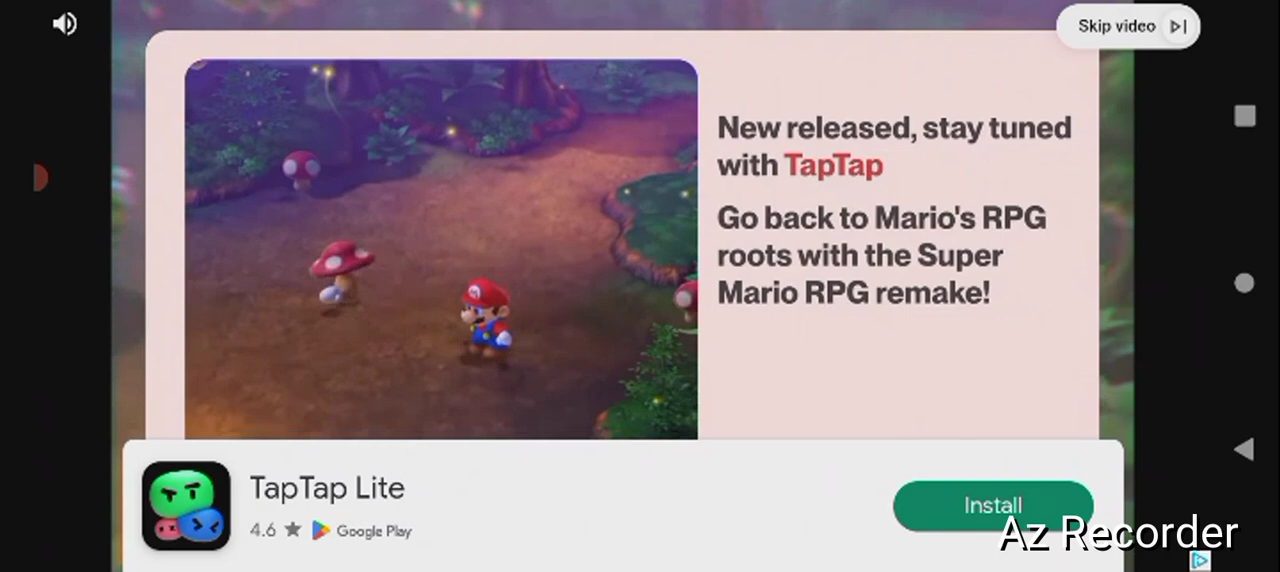 Skip video
New released, stay tuned
with TapTap
Go back to Mario's RPG
roots with the Super
Mario RPG remake!
TapTap Lite
4.6 ★ Google Play
Install
Az Recorder